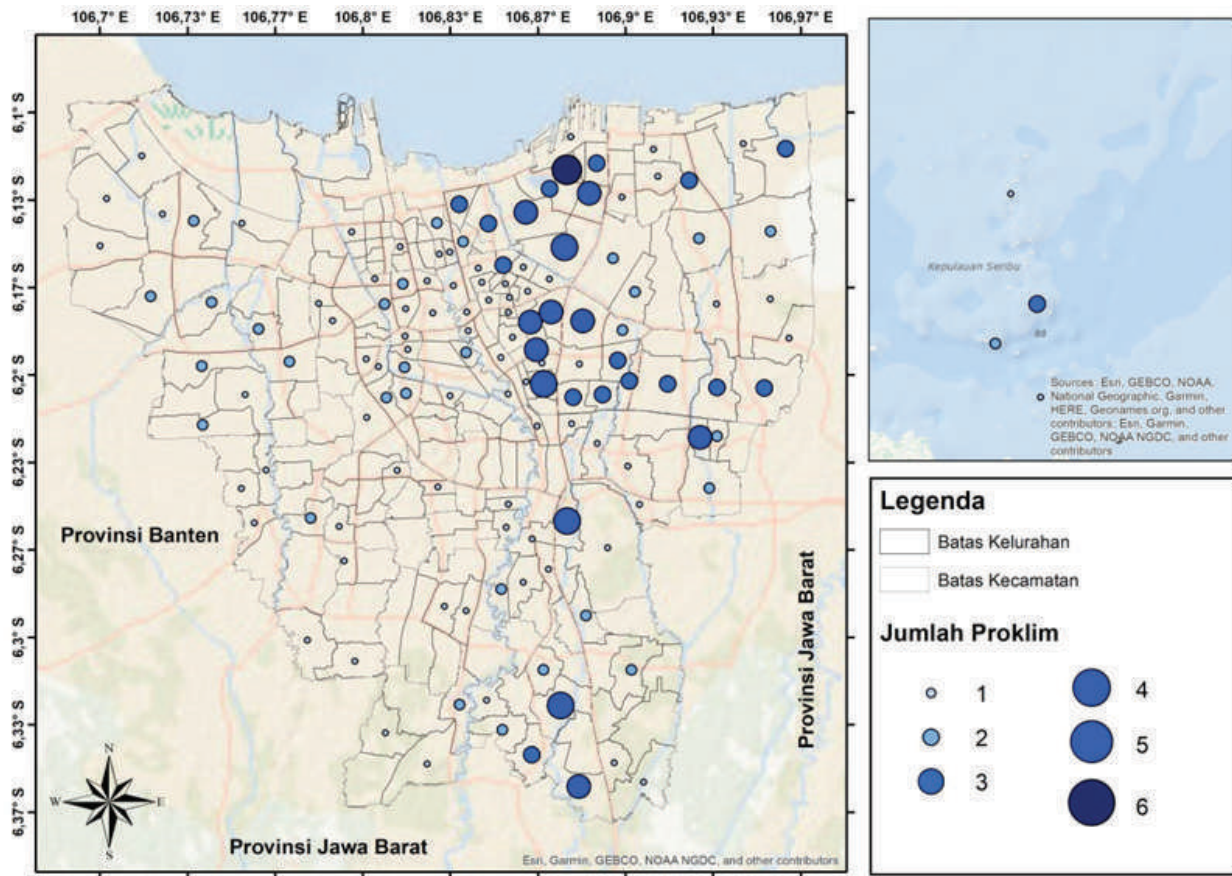 106,7° E 106,73° E 106,77° E 106,8° E 106,83° E 106,87° E 106,9° E 106,93° E 106,97° E
6,1° S
6,13° S
6,17° S
6,2° S
6,23° S
6,27° S
6,3° S
6,33° S
6,37° S
Provinsi Banten
Provinsi Jawa Barat
Provinsi Jawa Barat
N
W E
S
Esri, Garmin, GEBCO, NOAA NGDC, and other contributors
Kepulauan Seribu
88
Sources: Esri, GEBCO, NOAA,
National Geographic, Garmin,
HERE, Geonames.org, and other
contributors; Esri, Garmin,
GEBCO, NOAA NGDC, and other
contributors
Legenda
Batas Kelurahan
Batas Kecamatan
Jumlah Proklim
1
2
3
4
5
6